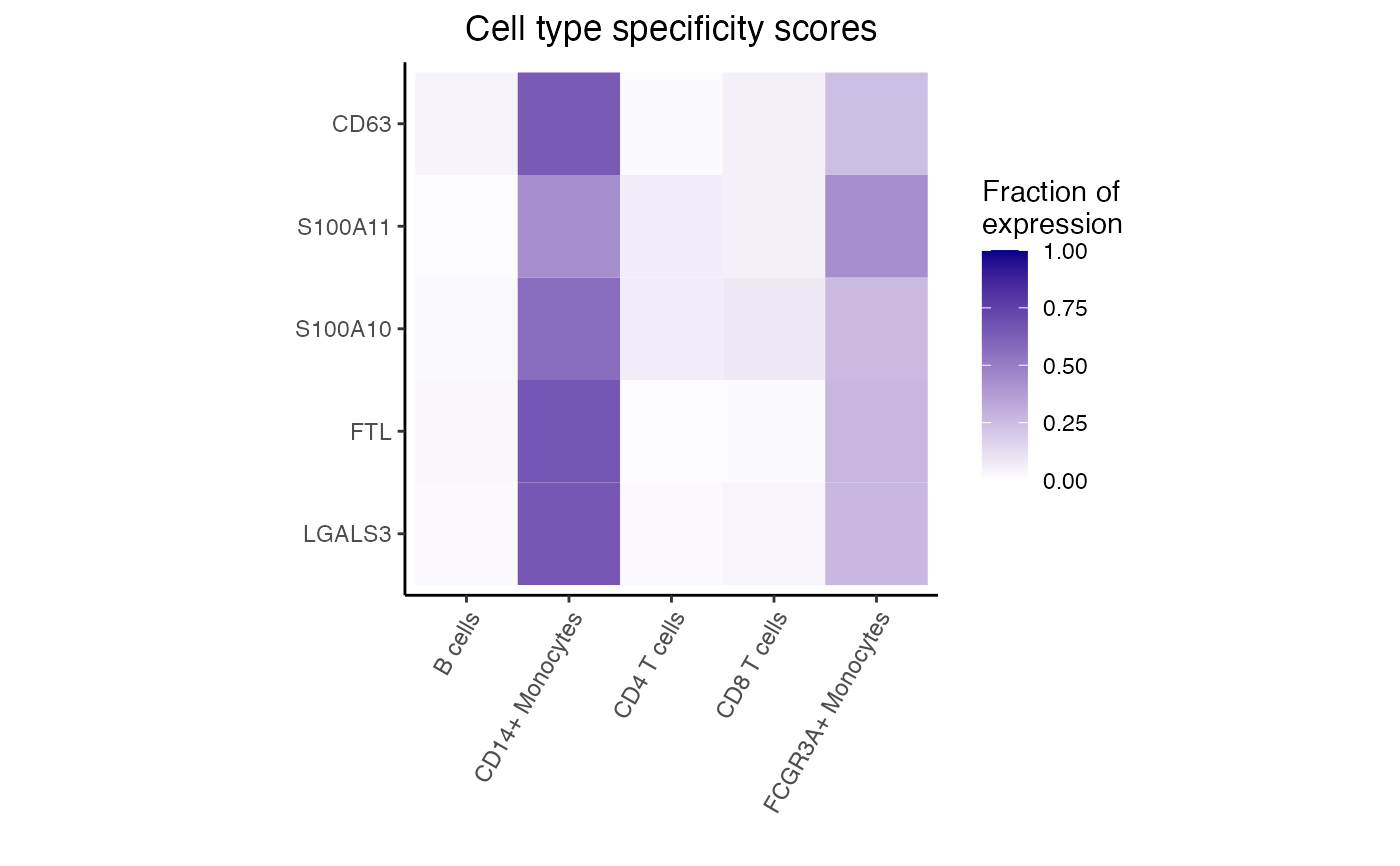 Cell type specificity scores
CD63
S100A11
S100A10
FTL
LGALS3
B cells
CD14+ Monocytes
CD4 T cells
CD8 T cells
FCGR3A+ Monocytes
Fraction of
expression
1.00
0.75
0.50
0.25
0.00